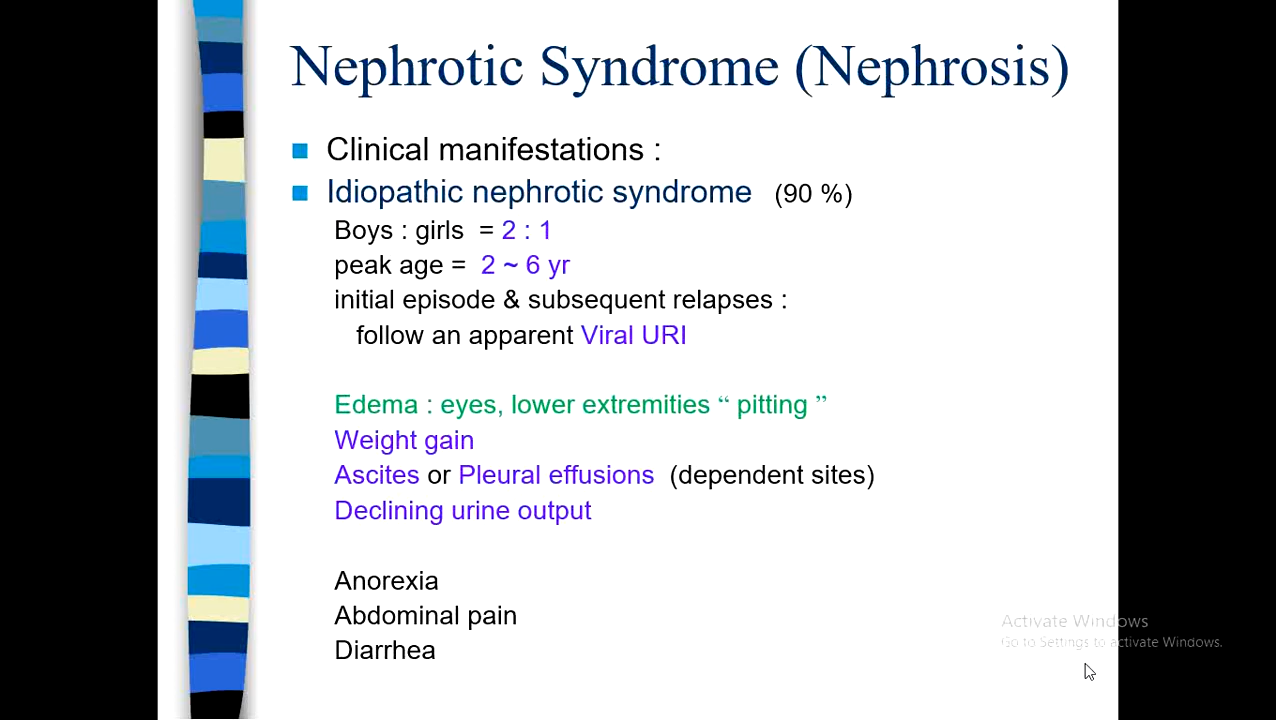 Nephrotic Syndrome (Nephrosis)
Clinical manifestations :
Idiopathic nephrotic syndrome (90 %)
Boys : girls = 2 : 1
peak age = 2 ~ 6 yr
initial episode & subsequent relapses :
follow an apparent Viral URI
Edema : eyes, lower extremities “ pitting ”
Weight gain
Ascites or Pleural effusions (dependent sites)
Declining urine output
Anorexia
Abdominal pain
Diarrhea
Activate Windows
Go to Settings to activate Windows.